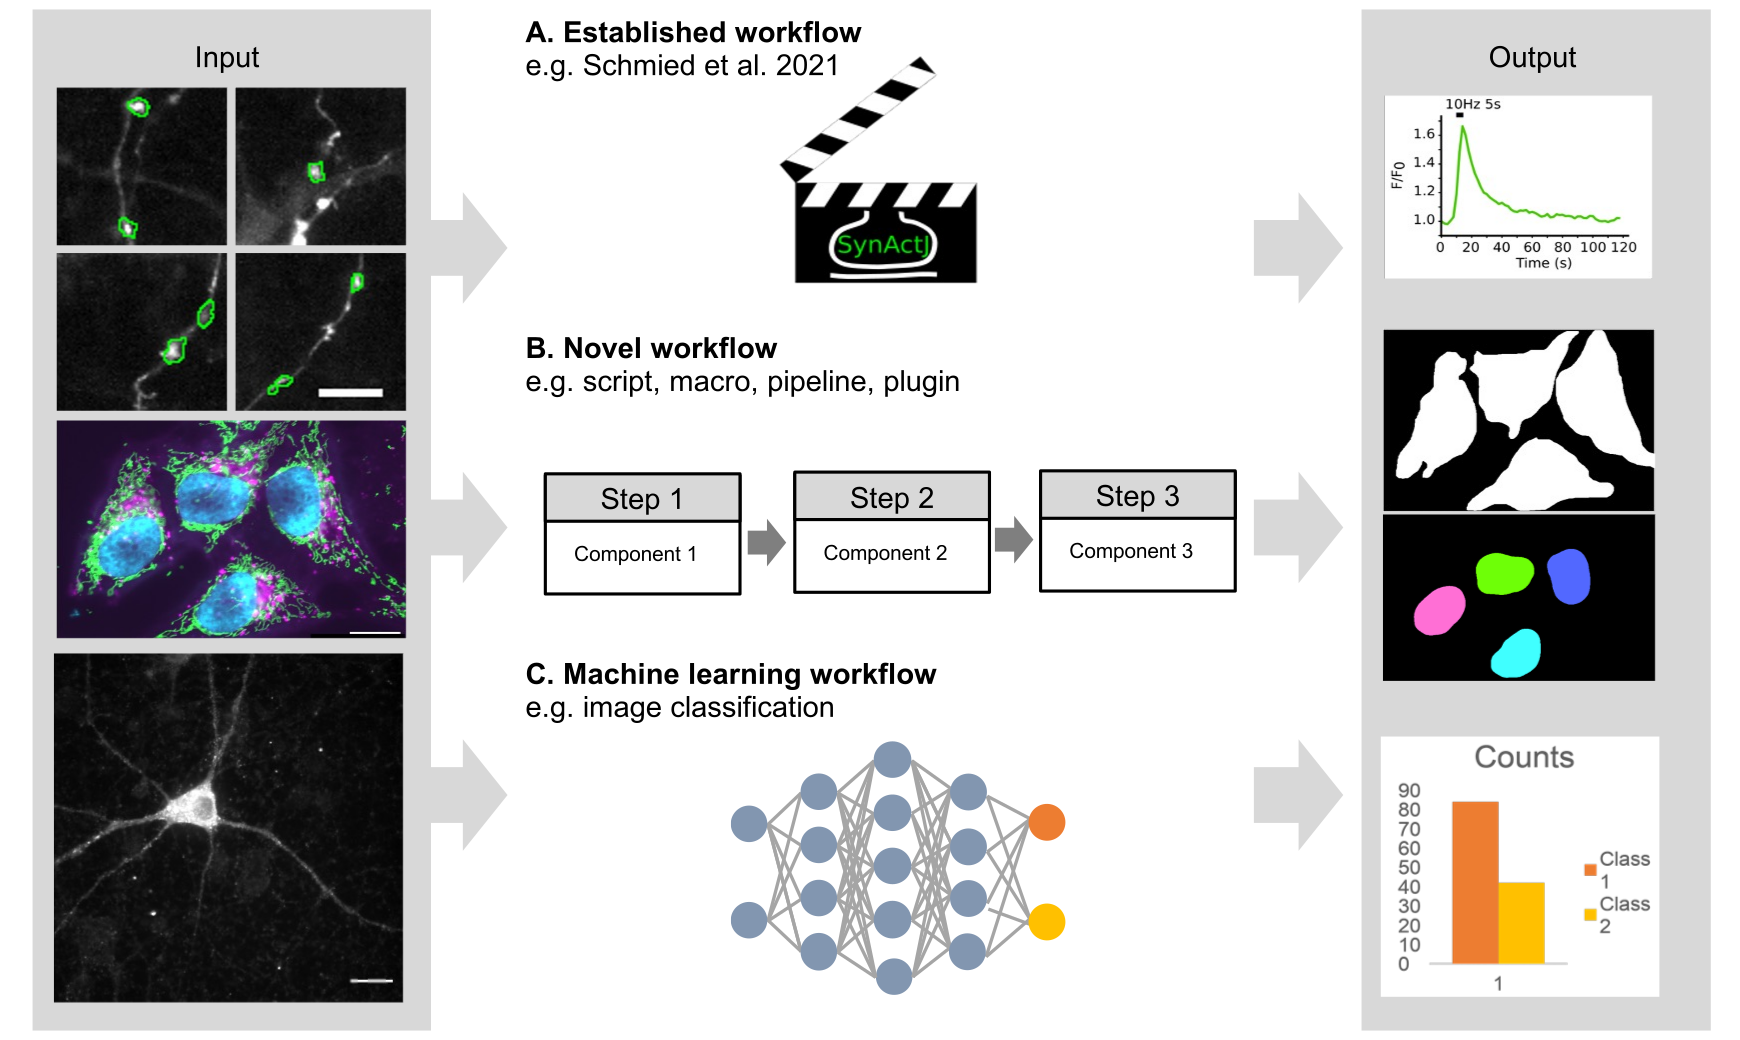 Input
A. Established workflow
e.g. Schmied et al. 2021
SynActJ
B. Novel workflow
e.g. script, macro, pipeline, plugin
Step 1
Component 1
Step 2
Component 2
Step 3
Component 3
C. Machine learning workflow
e.g. image classification
Output
10Hz 5s
F/F0
1.6
1.4
1.2
1.0
0 20 40 60 80 100 120
Time (s)
Counts
90
80
70
60
50
40
30
20
10
0
1
Class
1
Class
2